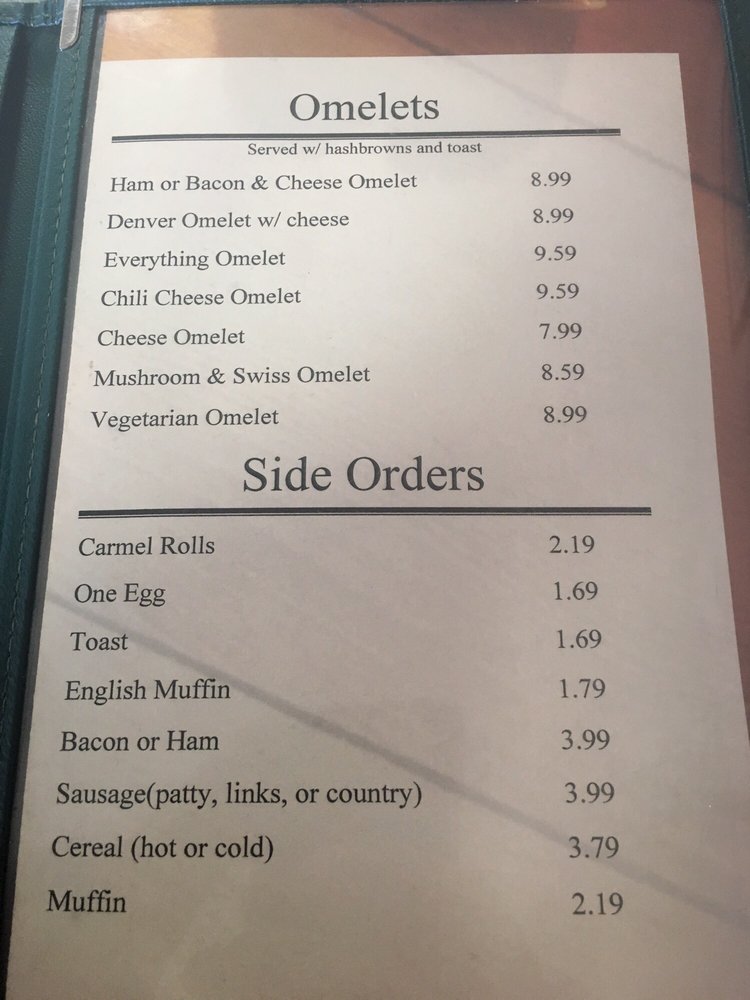 Omelets
Served w/ hashbrowns and toast
Ham or Bacon & Cheese Omelet 8.99
Denver Omelet w/ cheese 8.99
Everything Omelet 9.59
Chili Cheese Omelet 9.59
Cheese Omelet 7.99
Mushroom & Swiss Omelet 8.59
Vegetarian Omelet 8.99
Side Orders
Carmel Rolls 2.19
One Egg 1.69
Toast 1.69
English Muffin 1.79
Bacon or Ham 3.99
Sausage(patty, links, or country) 3.99
Cereal (hot or cold) 3.79
Muffin 2.19